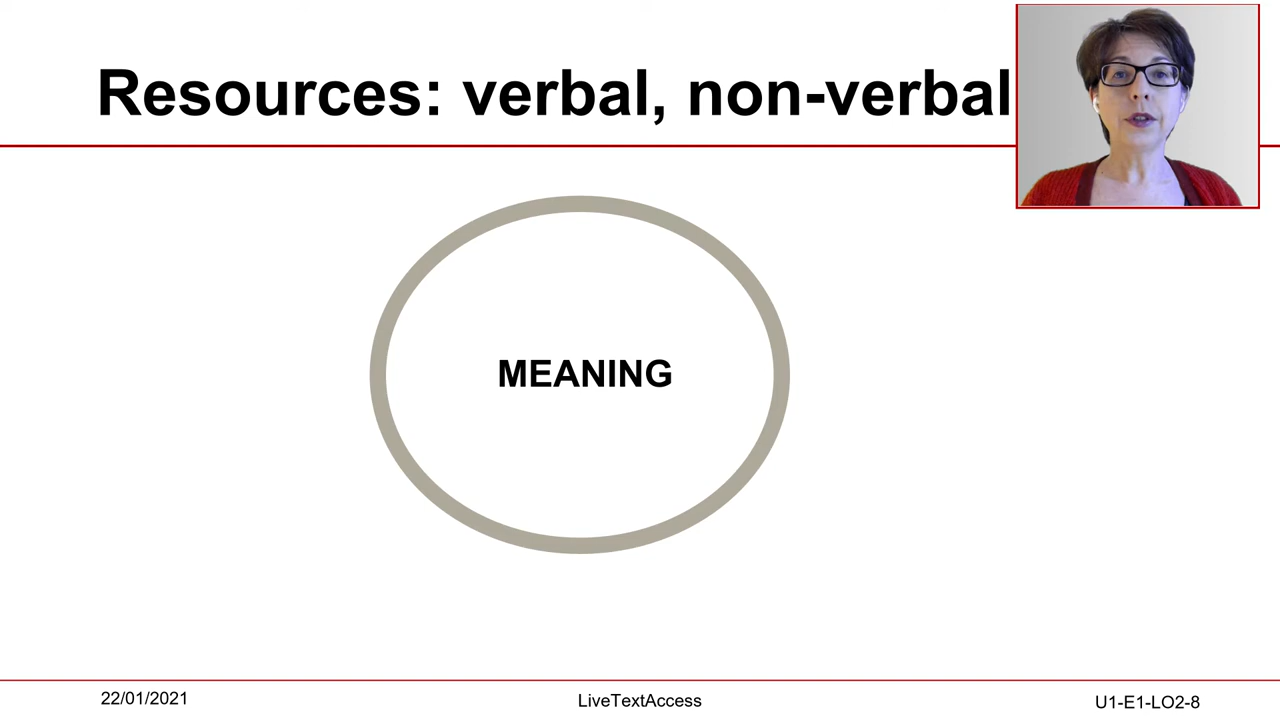 Resources: verbal, non-verbal
MEANING
22/01/2021
LiveTextAccess
U1-E1-LO2-8